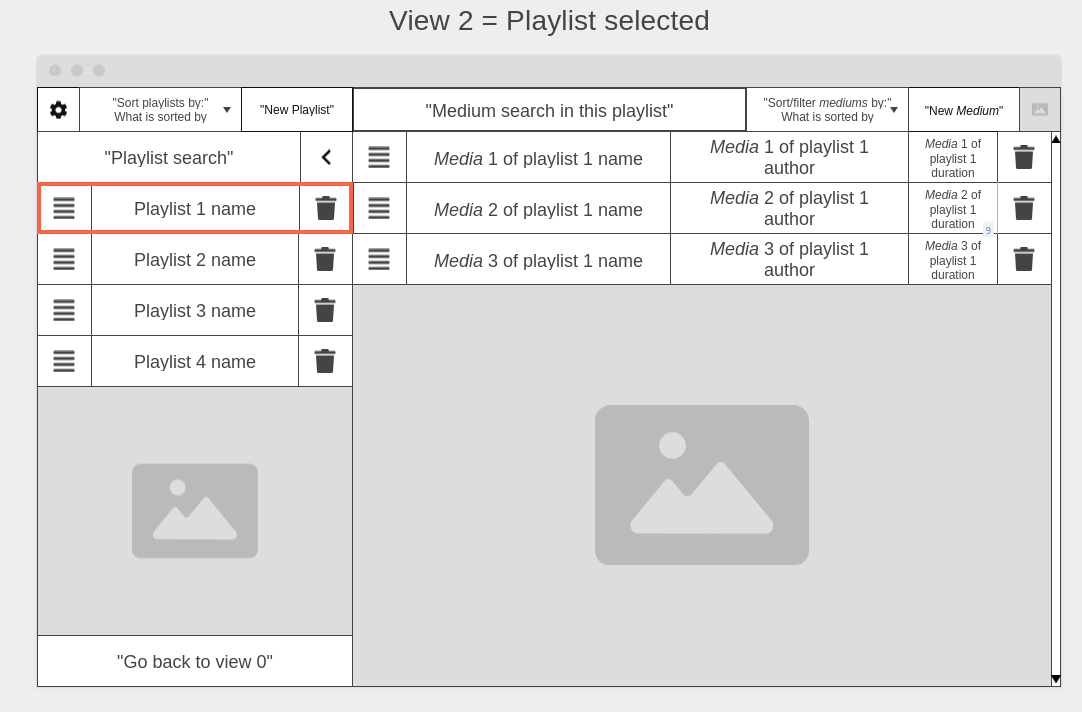 View 2 = Playlist selected
"Sort playlists by:"
What is sorted by
"New Playlist"
"Medium search in this playlist"
"Sort/filter mediums by:"
What is sorted by
"New Medium"
"Playlist search"
Media 1 of playlist 1 name
Media 1 of playlist 1
author
Media 1 of
playlist 1
duration
Playlist 1 name
Media 2 of playlist 1 name
Media 2 of playlist 1
author
Media 2 of
playlist 1
duration
9
Playlist 2 name
Media 3 of playlist 1 name
Media 3 of playlist 1
author
Media 3 of
playlist 1
duration
Playlist 3 name
Playlist 4 name
"Go back to view 0"